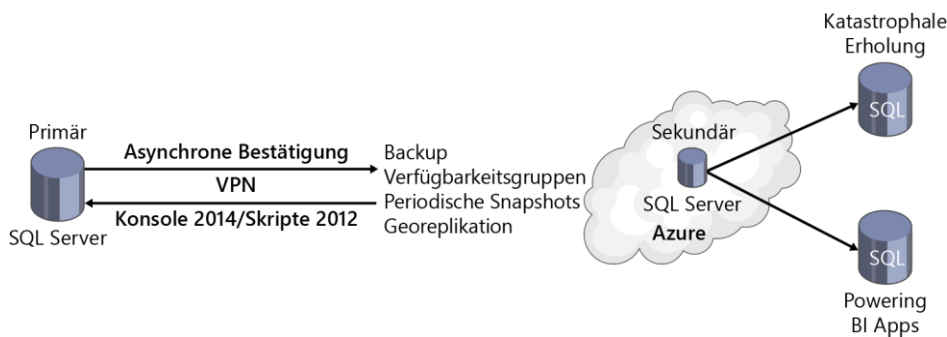 Primär
SQL Server
Asynchrone Bestätigung
VPN
Konsole 2014/Skripte 2012
Backup
Verfügbarkeitsgruppen
Periodische Snapshots
Georeplikation
Sekundär
SQL Server
Azure
Katastrophale
Erholung
SQL
SQL
Powering
BI Apps